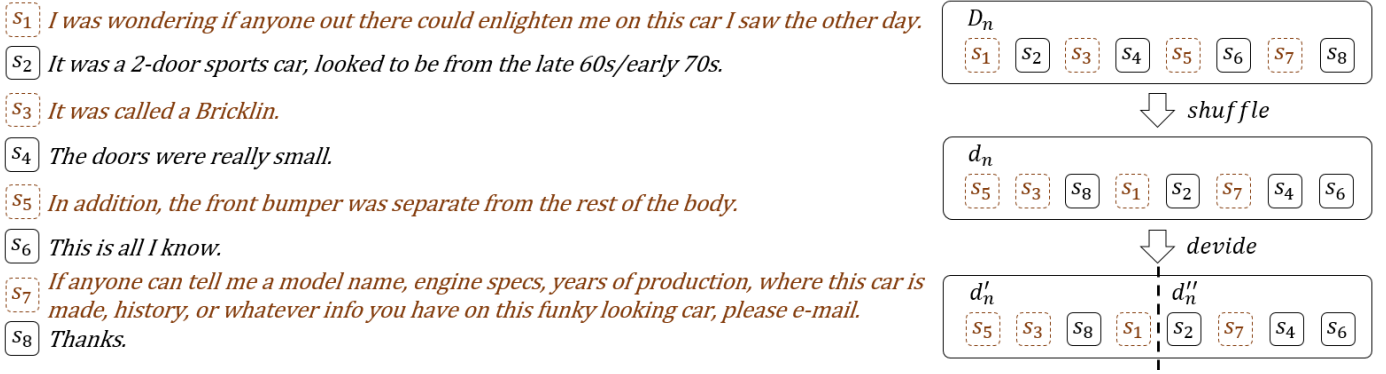 s1 I was wondering if anyone out there could enlighten me on this car I saw the other day.
s2 It was a 2-door sports car, looked to be from the late 60s/early 70s.
s3 It was called a Bricklin.
s4 The doors were really small.
s5 In addition, the front bumper was separate from the rest of the body.
s6 This is all I know.
s7 If anyone can tell me a model name, engine specs, years of production, where this car is
made, history, or whatever info you have on this funky looking car, please e-mail.
s8 Thanks.
Dn
s1 s2 s3 s4 s5 s6 s7 s8
shuffle
dn
s5 s3 s8 s1 s2 s7 s4 s6
devide
d′n d″n
s5 s3 s8 s1 s2 s7 s4 s6